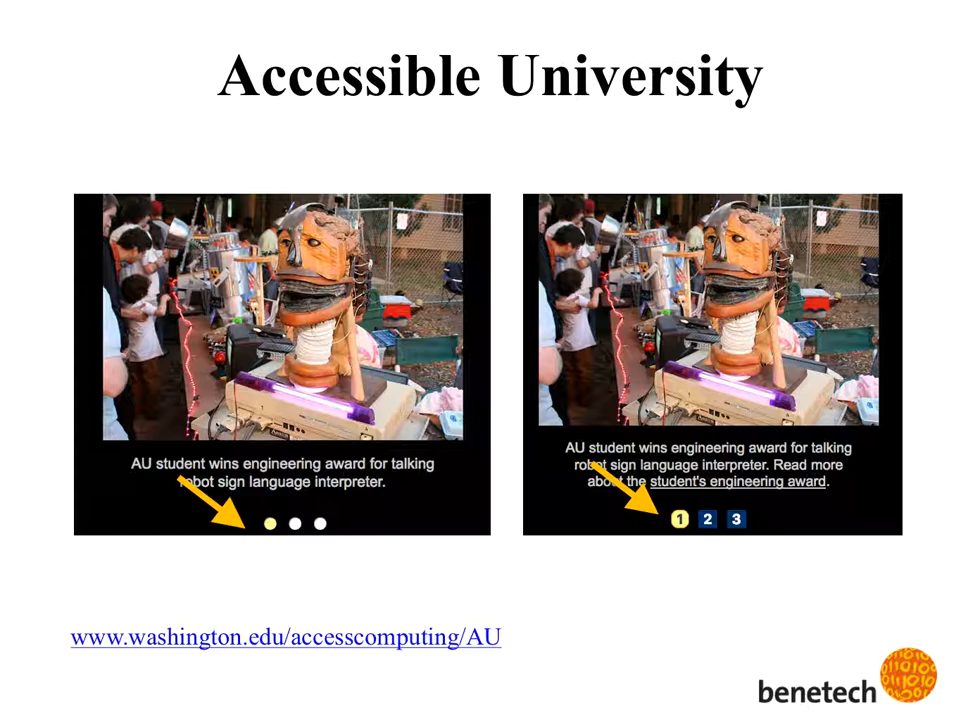 Accessible University
AU student wins engineering award for talking
robot sign language interpreter.
AU student wins engineering award for talking
robot sign language interpreter. Read more
about the student's engineering award.
1 2 3
www.washington.edu/accesscomputing/AU
benetech